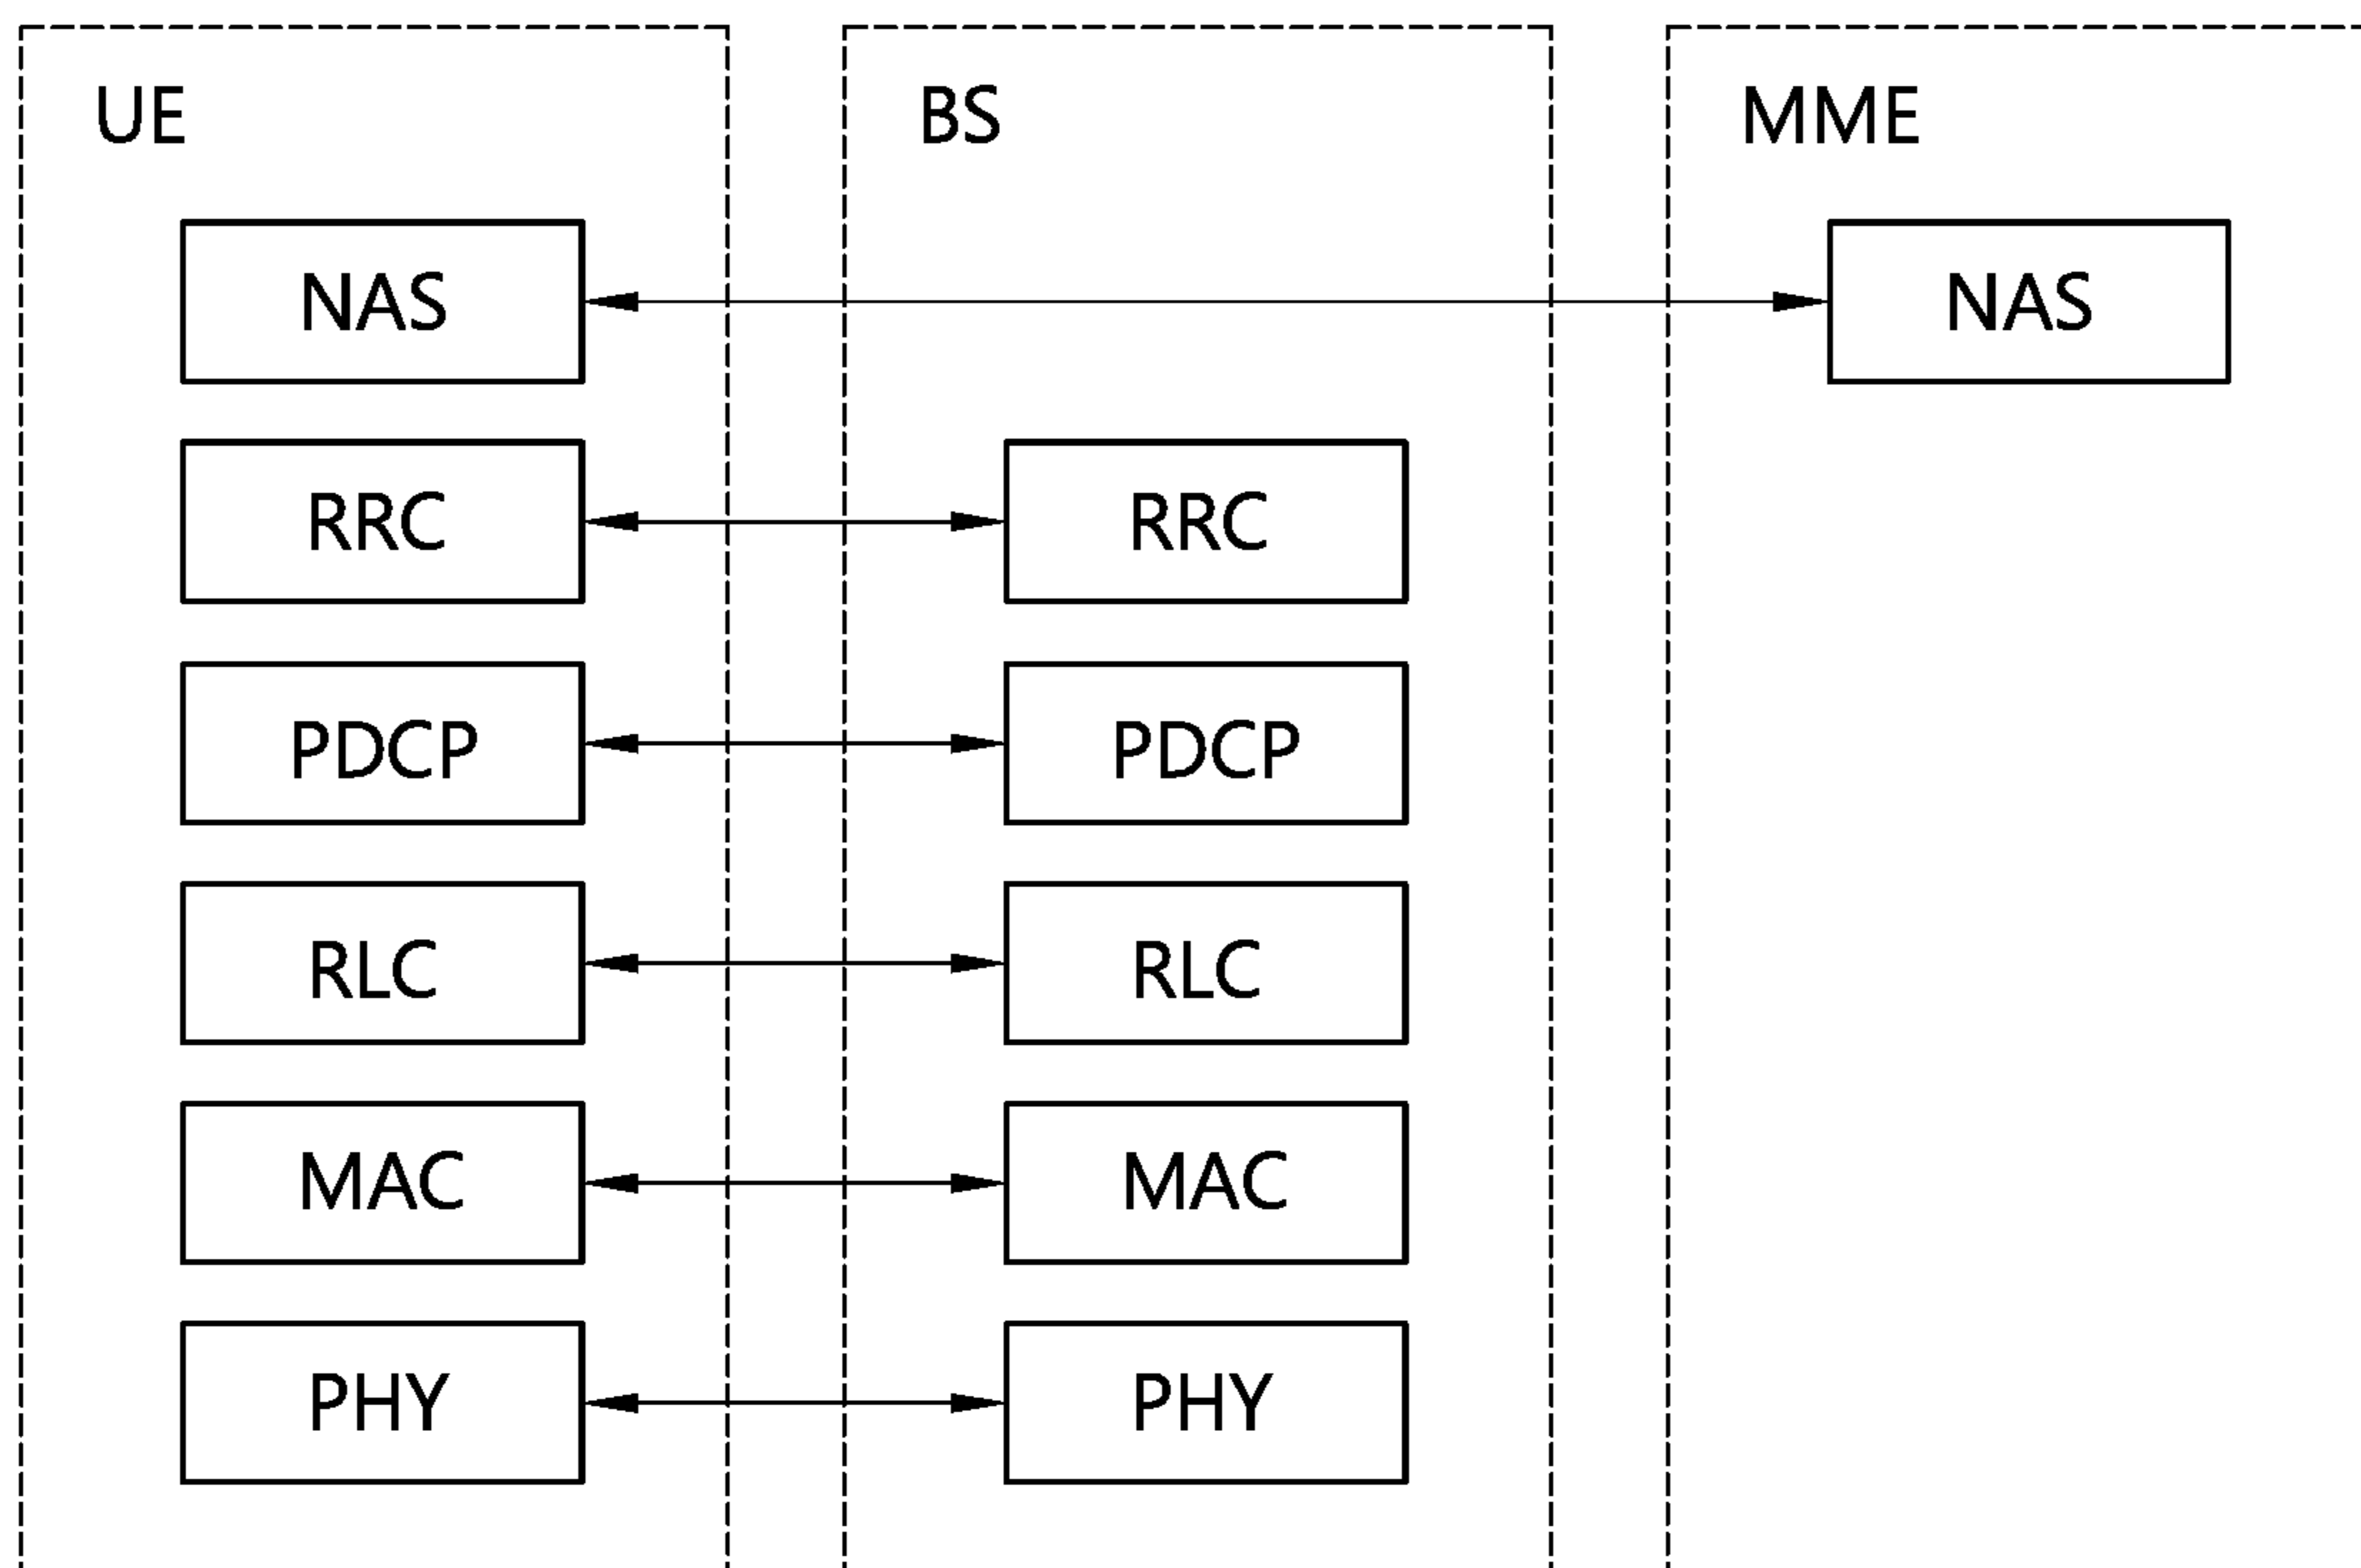 UE BS MME
NAS NAS
RRC RRC
PDCP PDCP
RLC RLC
MAC MAC
PHY PHY